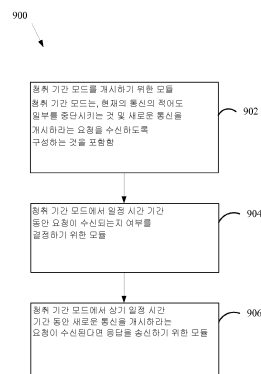 900
청취 기간 모드를 개시하기 위한 모듈
청취 기간 모드는, 현재의 통신의 적어도
일부를 중단시키는 것 및 새로운 통신을
개시하라는 요청을 수신하도록
구성하는 것을 포함함
902
청취 기간 모드에서 일정 시간 기간
동안 요청이 수신되는지 여부를
결정하기 위한 모듈
904
청취 기간 모드에서 상기 일정 시간
기간 동안 새로운 통신을 개시하라는
요청이 수신된다면 응답을 송신하기 위한 모듈
906